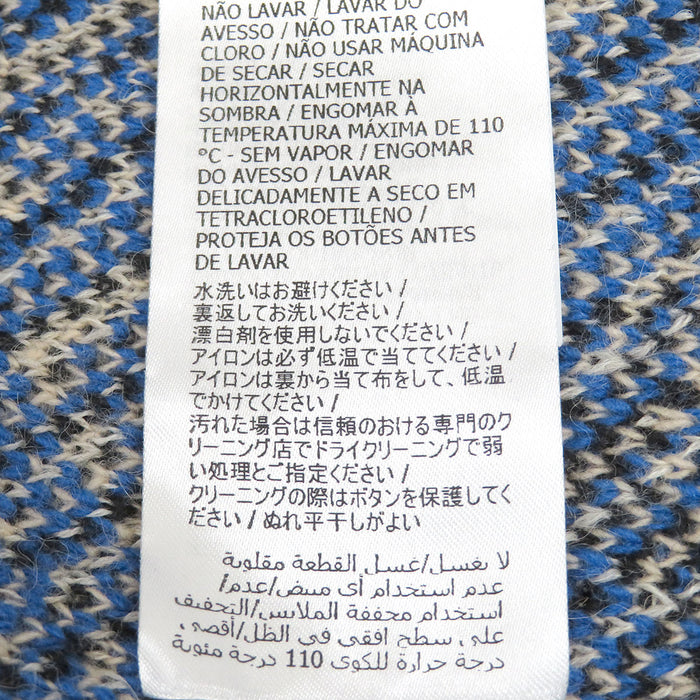 NÃO LAVAR / LAVAR DO
AVESSO / NÃO TRATAR COM
CLORO / NÃO USAR MÁQUINA
DE SECAR / SECAR
HORIZONTALMENTE NA
SOMBRA / ENGOMAR À
TEMPERATURA MÁXIMA DE 110
°C - SEM VAPOR / ENGOMAR
DO AVESSO / LAVAR
DELICADAMENTE A SECO EM
TETRACLOROETILENO /
PROTEJA OS BOTÕES ANTES
DE LAVAR
水洗いはお避けください /
裏返してお洗いください /
漂白剤を使用しないでください /
アイロンは必ず低温で当ててください /
アイロンは裏から当て布をして、低温
でかけてください /
汚れた場合は信頼のおける専門のク
リーニング店でドライクリーニングで弱
い処理とご指定ください /
クリーニングの際はボタンを保護してく
ださい / ぬれ平干しがよい
لا يغسل/غسل القطعة مقلوبة
/عدم استخدام أي مبيض/عدم
استخدام مجففة الملابس/التجفيف
على سطح افقي في الظل/أقصى
درجة حرارة للكوي 110 درجة مئوية